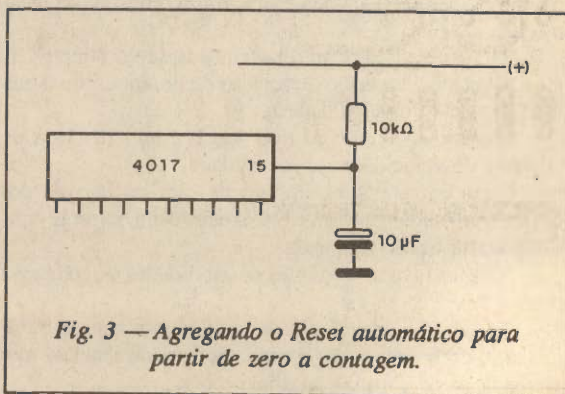 (+)
10kΩ
4017 15
10µF
Fig. 3 — Agregando o Reset automático para
partir de zero a contagem.